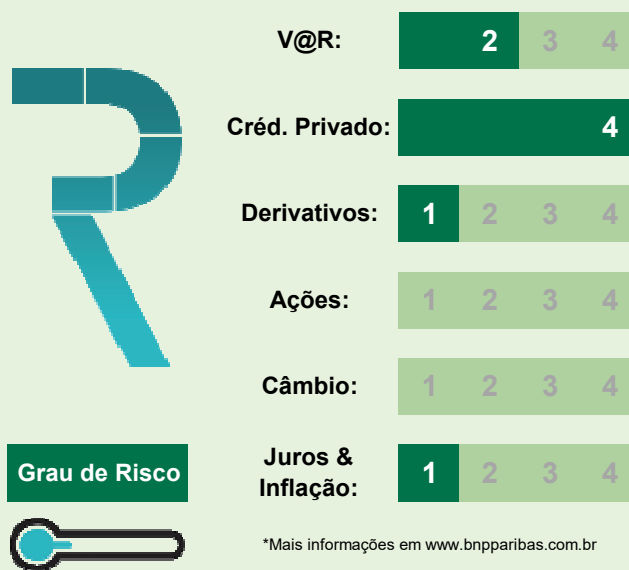 V@R: 2 3 4
Créd. Privado: 4
Derivativos: 1 2 3 4
Ações: 1 2 3 4
Câmbio: 1 2 3 4
Grau de Risco
Juros &
Inflação: 1 2 3 4
*Mais informações em www.bnpparibas.com.br